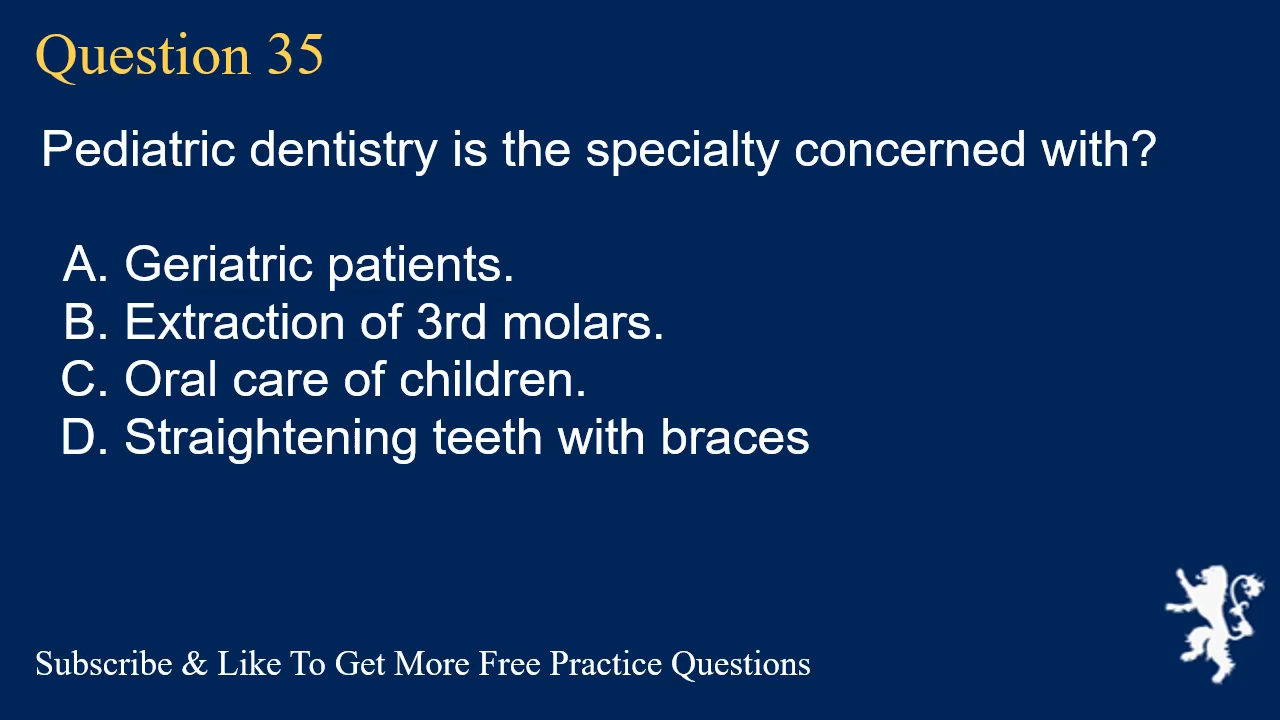 Question 35
Pediatric dentistry is the specialty concerned with?
A. Geriatric patients.
B. Extraction of 3rd molars.
C. Oral care of children.
D. Straightening teeth with braces
Subscribe & Like To Get More Free Practice Questions